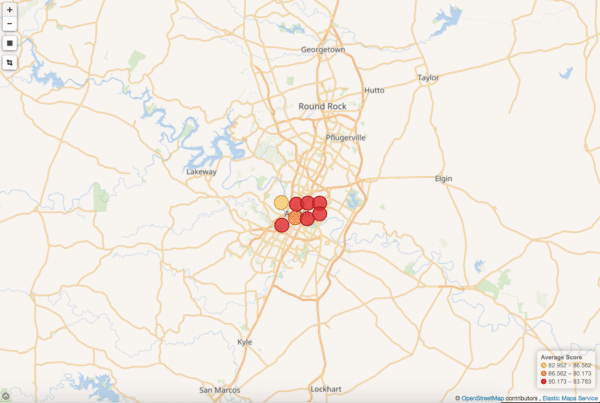 +
−
Georgetown
Taylor
Hutto
Round Rock
Pflugerville
Lakeway
Elgin
Kyle
San Marcos
Lockhart
Average Score
82.952 – 86.562
86.562 – 90.173
90.173 – 93.783
© OpenStreetMap contributors , Elastic Maps Service